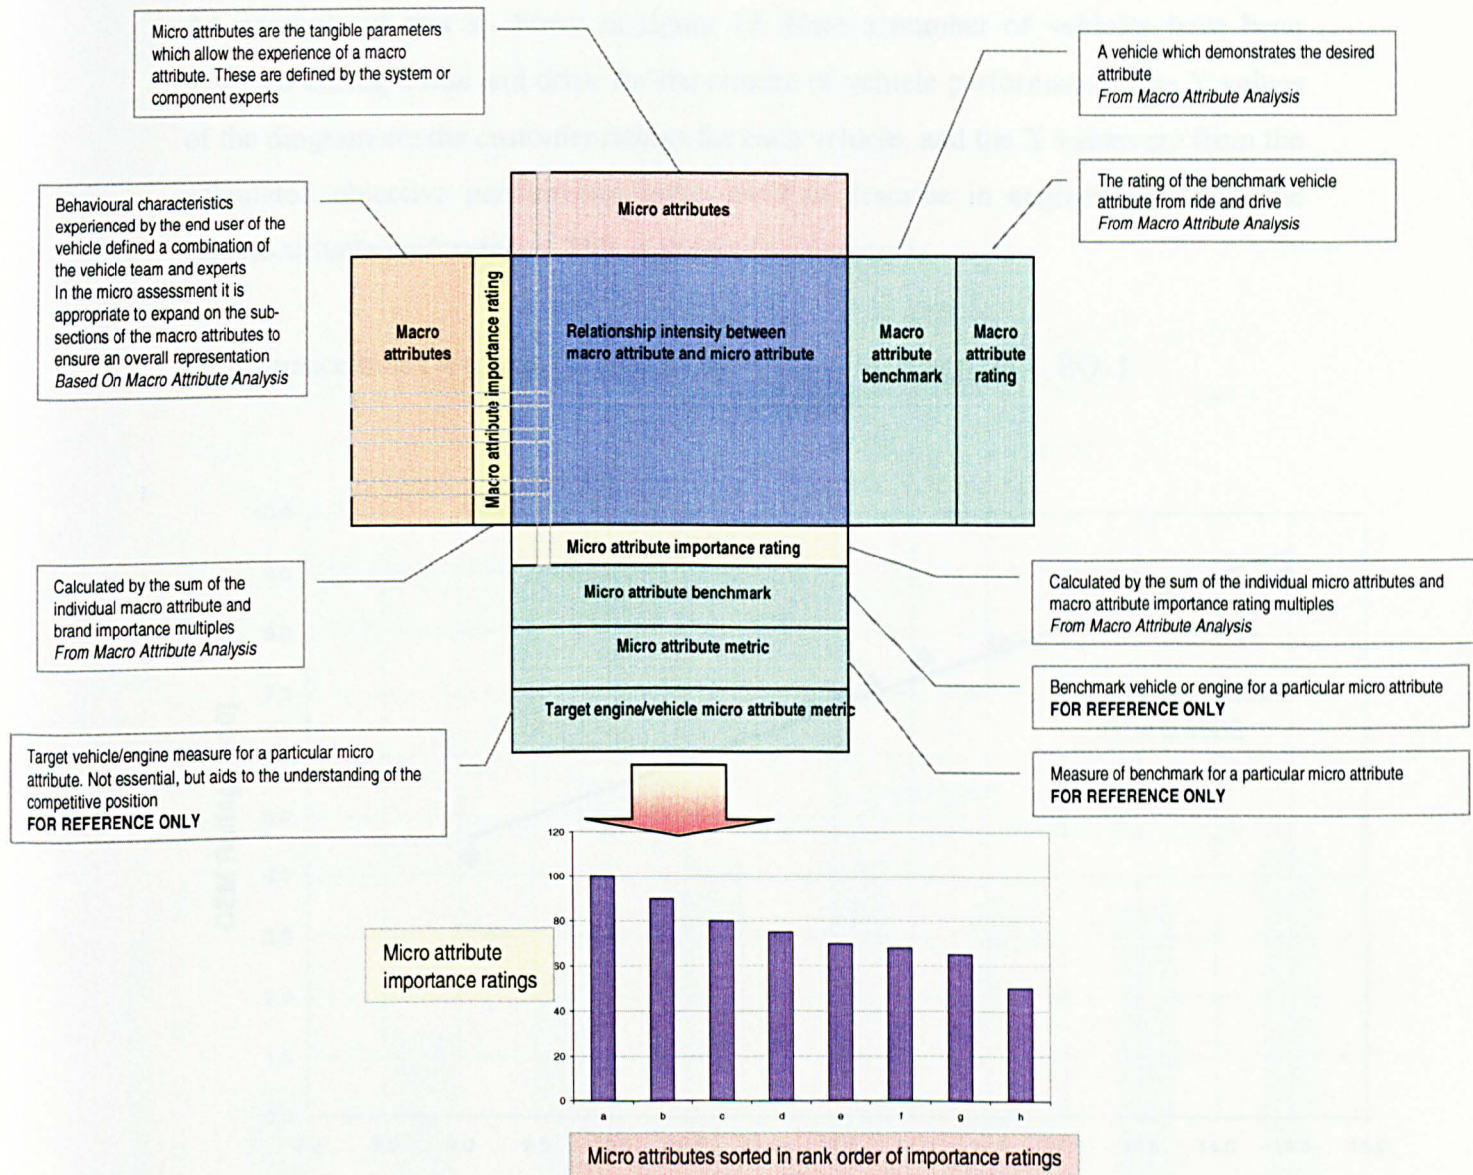 Micro attributes are the tangible parameters
which allow the experience of a macro
attribute. These are defined by the system or
component experts
A vehicle which demonstrates the desired
attribute
From Macro Attribute Analysis
The rating of the benchmark vehicle
attribute from ride and drive
From Macro Attribute Analysis
Behavioural characteristics
experienced by the end user of the
vehicle defined a combination of
the vehicle team and experts
In the micro assessment it is
appropriate to expand on the sub-
sections of the macro attributes to
ensure an overall representation
Based On Macro Attribute Analysis
Micro attributes
Macro
attributes
Macro attribute importance rating
Relationship intensity between
macro attribute and micro attribute
Macro
attribute
benchmark
Macro
attribute
rating
Micro attribute importance rating
Micro attribute benchmark
Micro attribute metric
Target engine/vehicle micro attribute metric
Calculated by the sum of the
individual macro attribute and
brand importance multiples
From Macro Attribute Analysis
Calculated by the sum of the individual micro attributes and
macro attribute importance rating multiples
From Macro Attribute Analysis
Benchmark vehicle or engine for a particular micro attribute
FOR REFERENCE ONLY
Measure of benchmark for a particular micro attribute
FOR REFERENCE ONLY
Target vehicle/engine measure for a particular micro
attribute. Not essential, but aids to the understanding of the
competitive position
FOR REFERENCE ONLY
Micro attribute
importance ratings
120
100
80
60
40
20
0
a b c d e f g h
Micro attributes sorted in rank order of importance ratings